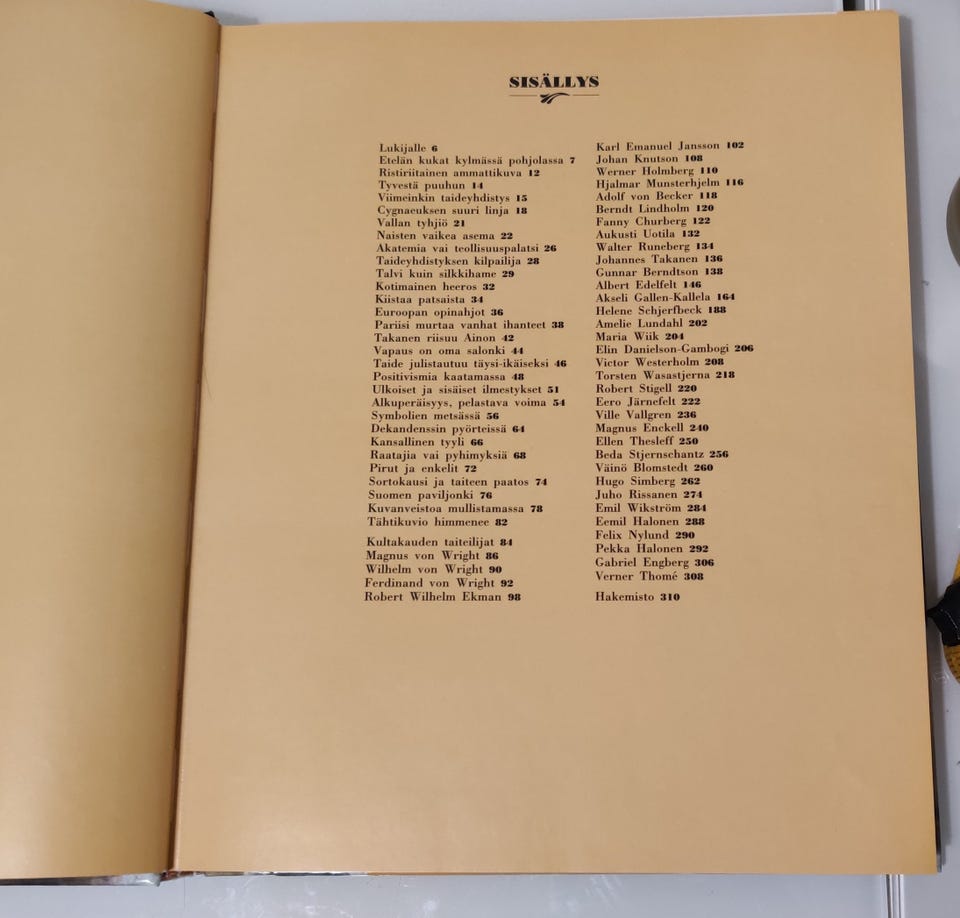 SISÄLLYS
Lukijalle 6
Etelän kukat kylmässä pohjolassa 7
Ristiriitainen ammattikuva 12
Tyvestä puuhun 14
Viimeinkin taideyhdistys 15
Cygnaeuksen suuri linja 18
Vallan tyhjiö 21
Naisten vaikea asema 22
Akatemia vai teollisuuspalatsi 26
Taideyhdistyksen kilpailija 28
Talvi kuin silkkihame 29
Kotimainen heeros 32
Kiistaa patsaista 34
Euroopan opinahjot 36
Pariisi murtaa vanhat ihanteet 38
Takanen riisuu Ainon 42
Vapaus on oma salonki 44
Taide julistautuu täysi-ikäiseksi 46
Positivismia kaatamassa 48
Ulkoiset ja sisäiset ilmestykset 51
Alkuperäisyys, pelastava voima 54
Symbolien metsässä 56
Dekandenssin pyörteissä 64
Kansallinen tyyli 66
Raatajia vai pyhimyksiä 68
Pirut ja enkelit 72
Sortokausi ja taiteen paatos 74
Suomen paviljonki 76
Kuvanveistoa mullistamassa 78
Tähtikuvio himmenee 82
Kultakauden taiteilijat 84
Magnus von Wright 86
Wilhelm von Wright 90
Ferdinand von Wright 92
Robert Wilhelm Ekman 98
Karl Emanuel Jansson 102
Johan Knutson 108
Werner Holmberg 110
Hjalmar Munsterhjelm 116
Adolf von Becker 118
Berndt Lindholm 120
Fanny Churberg 122
Aukusti Uotila 132
Walter Runeberg 134
Johannes Takanen 136
Gunnar Berndtson 138
Albert Edelfelt 146
Akseli Gallen-Kallela 164
Helene Schjerfbeck 188
Amelie Lundahl 202
Maria Wiik 204
Elin Danielson-Gambogi 206
Victor Westerholm 208
Torsten Wasastjerna 218
Robert Stigell 220
Eero Järnefelt 222
Ville Vallgren 236
Magnus Enckell 240
Ellen Thesleff 250
Beda Stjernschantz 256
Väinö Blomstedt 260
Hugo Simberg 262
Juho Rissanen 274
Emil Wikström 284
Eemil Halonen 288
Felix Nylund 290
Pekka Halonen 292
Gabriel Engberg 306
Verner Thomé 308
Hakemisto 310